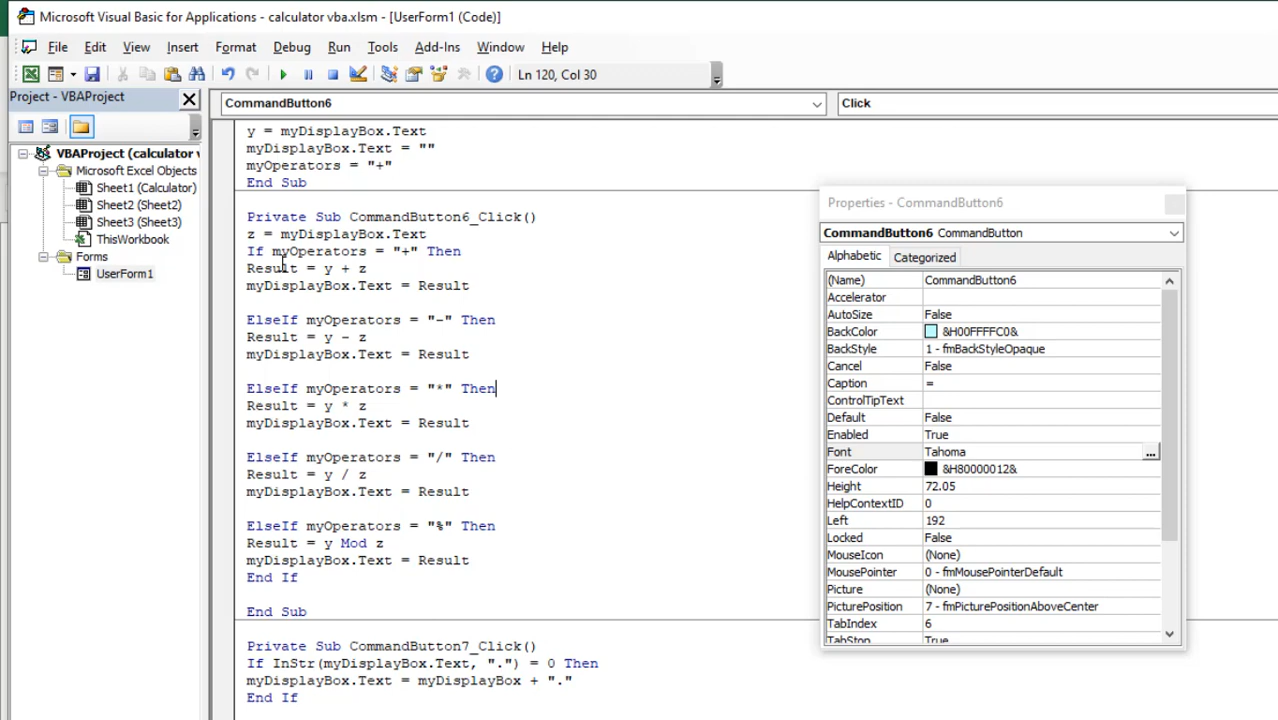 Microsoft Visual Basic for Applications - calculator vba.xlsm - [UserForm1 (Code)]
File Edit View Insert Format Debug Run Tools Add-Ins Window Help
Ln 120, Col 30
Project - VBAProject
CommandButton6
Click
VBAProject (calculator v
Microsoft Excel Objects
Sheet1 (Calculator)
Sheet2 (Sheet2)
Sheet3 (Sheet3)
ThisWorkbook
Forms
UserForm1
y = myDisplayBox.Text
myDisplayBox.Text = ""
myOperators = "+"
End Sub
Private Sub CommandButton6_Click()
z = myDisplayBox.Text
If myOperators = "+" Then
Result = y + z
myDisplayBox.Text = Result
ElseIf myOperators = "-" Then
Result = y - z
myDisplayBox.Text = Result
ElseIf myOperators = "*" Then
Result = y * z
myDisplayBox.Text = Result
ElseIf myOperators = "/" Then
Result = y / z
myDisplayBox.Text = Result
ElseIf myOperators = "%" Then
Result = y Mod z
myDisplayBox.Text = Result
End If
End Sub
Private Sub CommandButton7_Click()
If InStr(myDisplayBox.Text, ".") = 0 Then
myDisplayBox.Text = myDisplayBox + "."
End If
Properties - CommandButton6
CommandButton6 CommandButton
Alphabetic Categorized
(Name) CommandButton6
Accelerator
AutoSize False
BackColor &H00FFFFC0&
BackStyle 1 - fmBackStyleOpaque
Cancel False
Caption =
ControlTipText
Default False
Enabled True
Font Tahoma ...
ForeColor &H80000012&
Height 72.05
HelpContextID 0
Left 192
Locked False
MouseIcon (None)
MousePointer 0 - fmMousePointerDefault
Picture (None)
PicturePosition 7 - fmPicturePositionAboveCenter
TabIndex 6
TabStop True